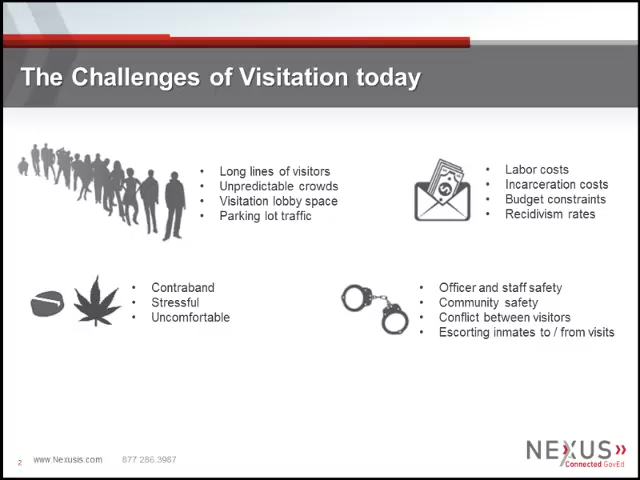 The Challenges of Visitation today
• Long lines of visitors
• Unpredictable crowds
• Visitation lobby space
• Parking lot traffic
• Labor costs
• Incarceration costs
• Budget constraints
• Recidivism rates
• Contraband
• Stressful
• Uncomfortable
• Officer and staff safety
• Community safety
• Conflict between visitors
• Escorting inmates to / from visits
2 www.Nexusis.com 877.286.3987
NEXUS
Connected GovEd